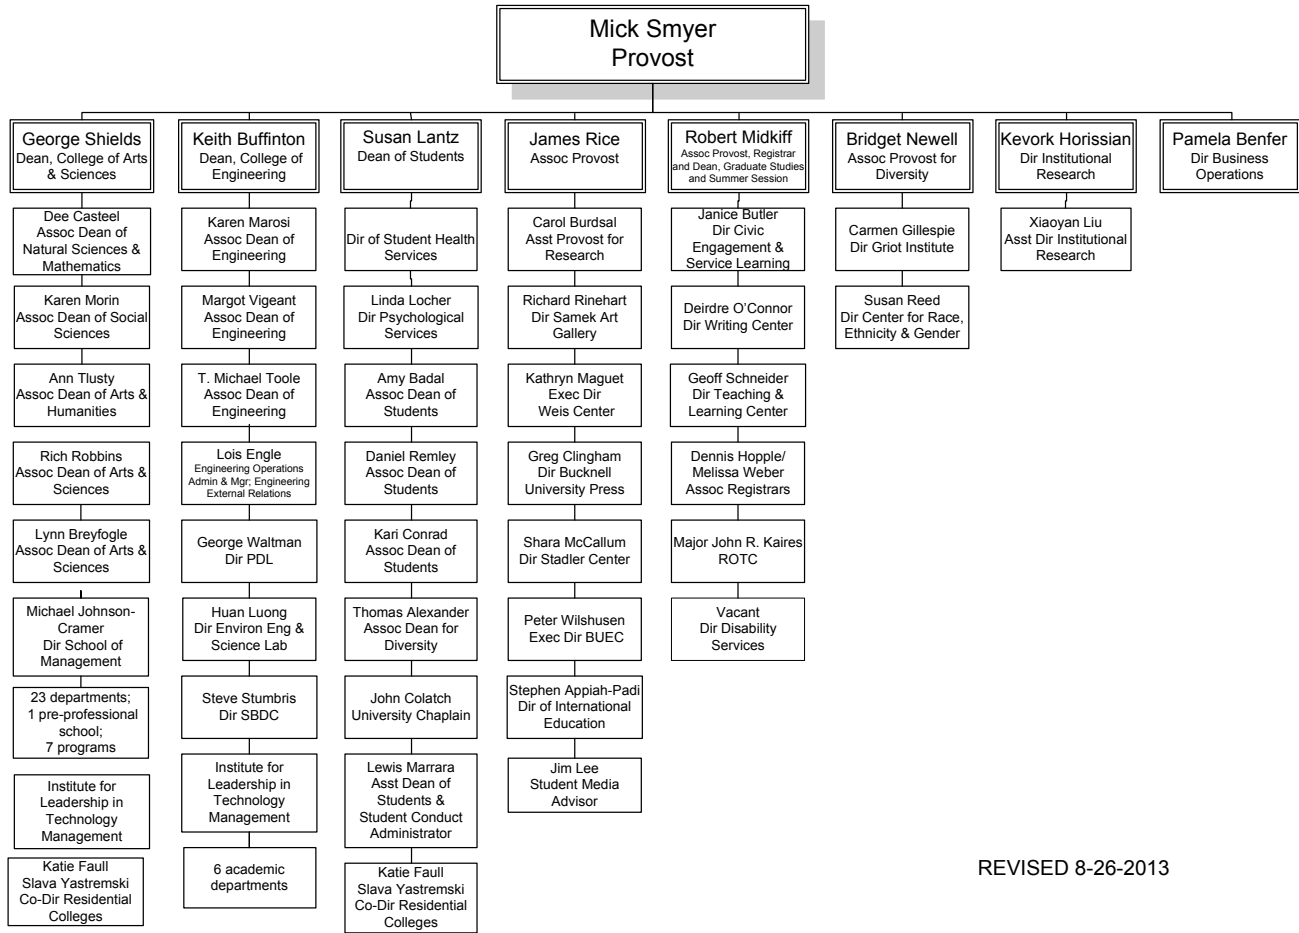 Mick Smyer
Provost
George Shields
Dean, College of Arts
& Sciences
Dee Casteel
Assoc Dean of
Natural Sciences &
Mathematics
Karen Morin
Assoc Dean of Social
Sciences
Ann Tlusty
Assoc Dean of Arts &
Humanities
Rich Robbins
Assoc Dean of Arts &
Sciences
Lynn Breyfogle
Assoc Dean of Arts &
Sciences
Michael Johnson-
Cramer
Dir School of
Management
23 departments;
1 pre-professional
school;
7 programs
Institute for
Leadership in
Technology
Management
Katie Faull
Slava Yastremski
Co-Dir Residential
Colleges
Keith Buffinton
Dean, College of
Engineering
Karen Marosi
Assoc Dean of
Engineering
Margot Vigeant
Assoc Dean of
Engineering
T. Michael Toole
Assoc Dean of
Engineering
Lois Engle
Engineering Operations
Admin & Mgr; Engineering
External Relations
George Waltman
Dir PDL
Huan Luong
Dir Environ Eng &
Science Lab
Steve Stumbris
Dir SBDC
Institute for
Leadership in
Technology
Management
6 academic
departments
Susan Lantz
Dean of Students
Dir of Student Health
Services
Linda Locher
Dir Psychological
Services
Amy Badal
Assoc Dean of
Students
Daniel Remley
Assoc Dean of
Students
Kari Conrad
Assoc Dean of
Students
Thomas Alexander
Assoc Dean for
Diversity
John Colatch
University Chaplain
Lewis Marrara
Asst Dean of
Students &
Student Conduct
Administrator
Katie Faull
Slava Yastremski
Co-Dir Residential
Colleges
James Rice
Assoc Provost
Carol Burdsal
Asst Provost for
Research
Richard Rinehart
Dir Samek Art
Gallery
Kathryn Maguet
Exec Dir
Weis Center
Greg Clingham
Dir Bucknell
University Press
Shara McCallum
Dir Stadler Center
Peter Wilshusen
Exec Dir BUEC
Stephen Appiah-Padi
Dir of International
Education
Jim Lee
Student Media
Advisor
Robert Midkiff
Assoc Provost, Registrar
and Dean, Graduate Studies
and Summer Session
Janice Butler
Dir Civic
Engagement &
Service Learning
Deirdre O'Connor
Dir Writing Center
Geoff Schneider
Dir Teaching &
Learning Center
Dennis Hopple/
Melissa Weber
Assoc Registrars
Major John R. Kaires
ROTC
Vacant
Dir Disability
Services
Bridget Newell
Assoc Provost for
Diversity
Carmen Gillespie
Dir Griot Institute
Susan Reed
Dir Center for Race,
Ethnicity & Gender
Kevork Horissian
Dir Institutional
Research
Xiaoyan Liu
Asst Dir Institutional
Research
Pamela Benfer
Dir Business
Operations
REVISED 8-26-2013